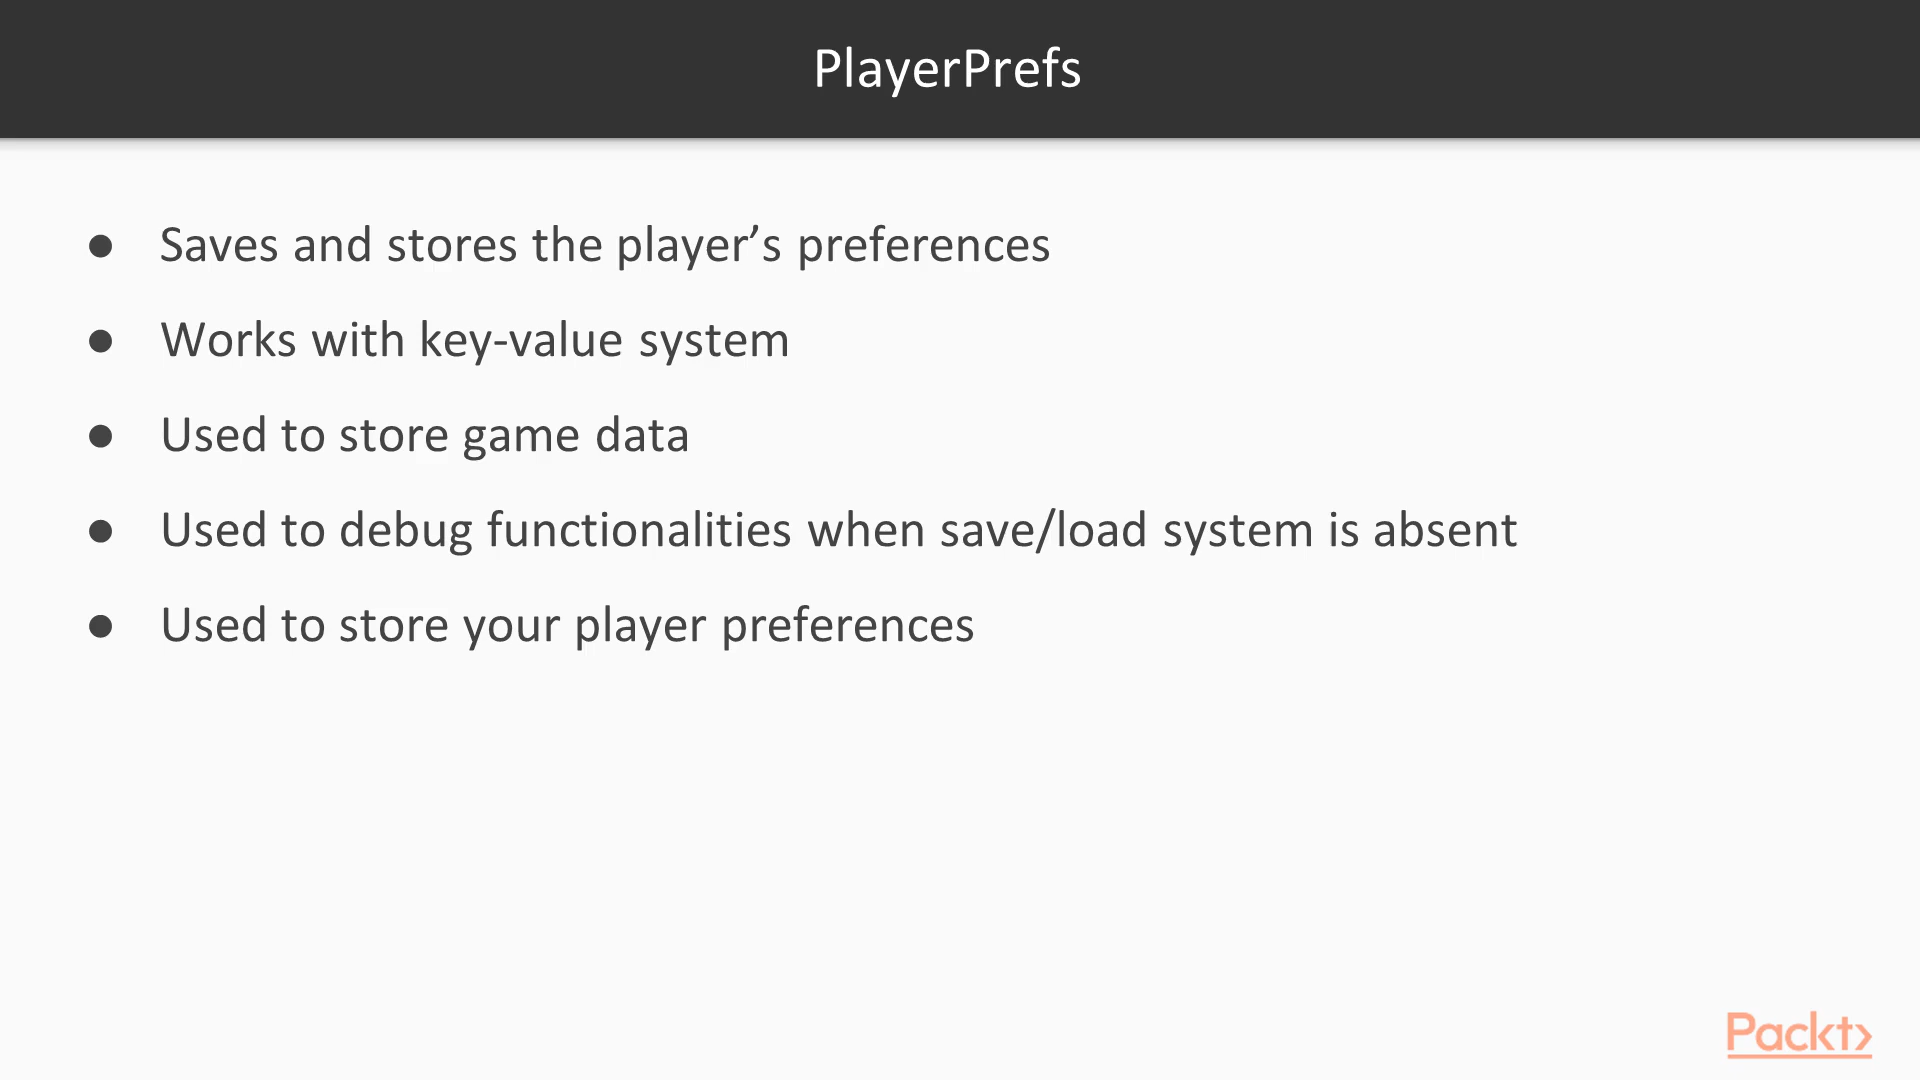 PlayerPrefs
● Saves and stores the player’s preferences
● Works with key-value system
● Used to store game data
● Used to debug functionalities when save/load system is absent
● Used to store your player preferences
Packt>